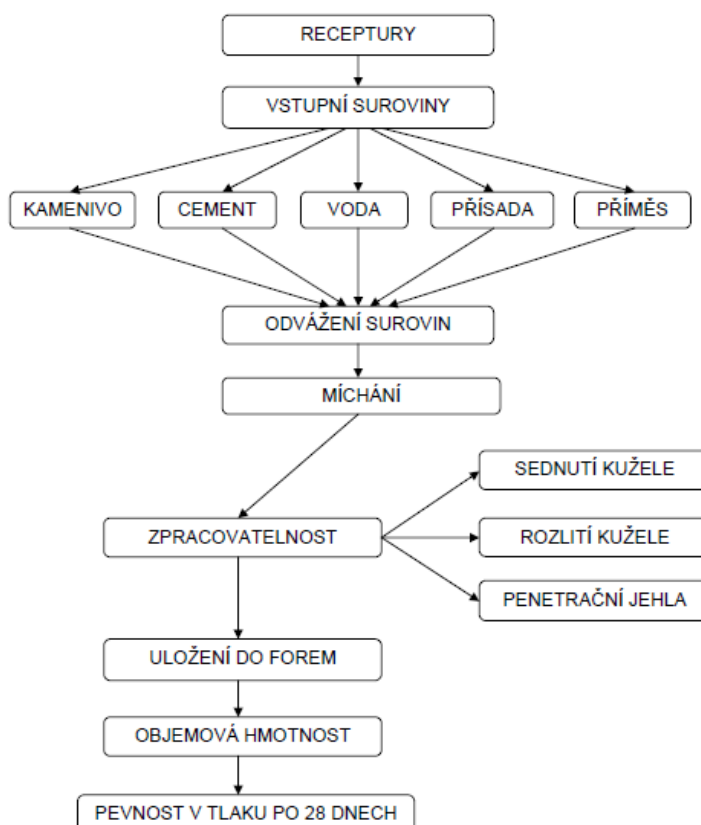 RECEPTURY
VSTUPNÍ SUROVINY
KAMENIVO
CEMENT
VODA
PŘÍSADA
PŘÍMĚS
ODVÁŽENÍ SUROVIN
MÍCHÁNÍ
SEDNUTÍ KUŽELE
ZPRACOVATELNOST
ROZLITÍ KUŽELE
PENETRAČNÍ JEHLA
ULOŽENÍ DO FOREM
OBJEMOVÁ HMOTNOST
PEVNOST V TLAKU PO 28 DNECH